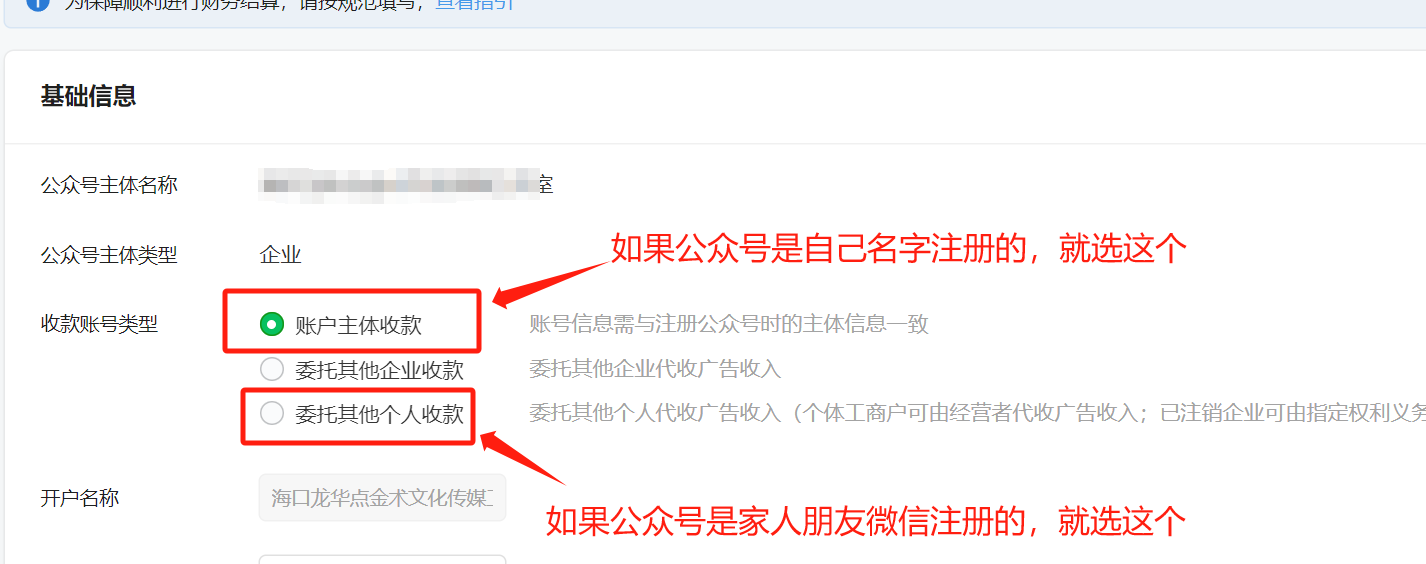 为保障顺利进行财务结算，请按规范填写，查看指引
基础信息
公众号主体名称 室
公众号主体类型 企业
如果公众号是自己名字注册的，就选这个
收款账号类型 账户主体收款 账号信息需与注册公众号时的主体信息一致
委托其他企业收款 委托其他企业代收广告收入
委托其他个人收款 委托其他个人代收广告收入（个体工商户可由经营者代收广告收入；已注销企业可由指定权利义务
开户名称 海口龙华点金术文化传媒
如果公众号是家人朋友微信注册的，就选这个